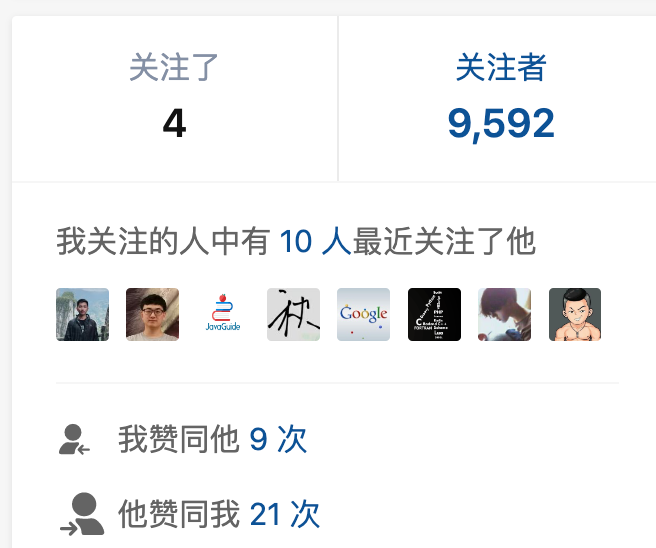 关注了
关注者
4
9,592
我关注的人中有 10 人最近关注了他
JavaGuide
秋
Google
PHP
我赞同他 9 次
他赞同我 21 次